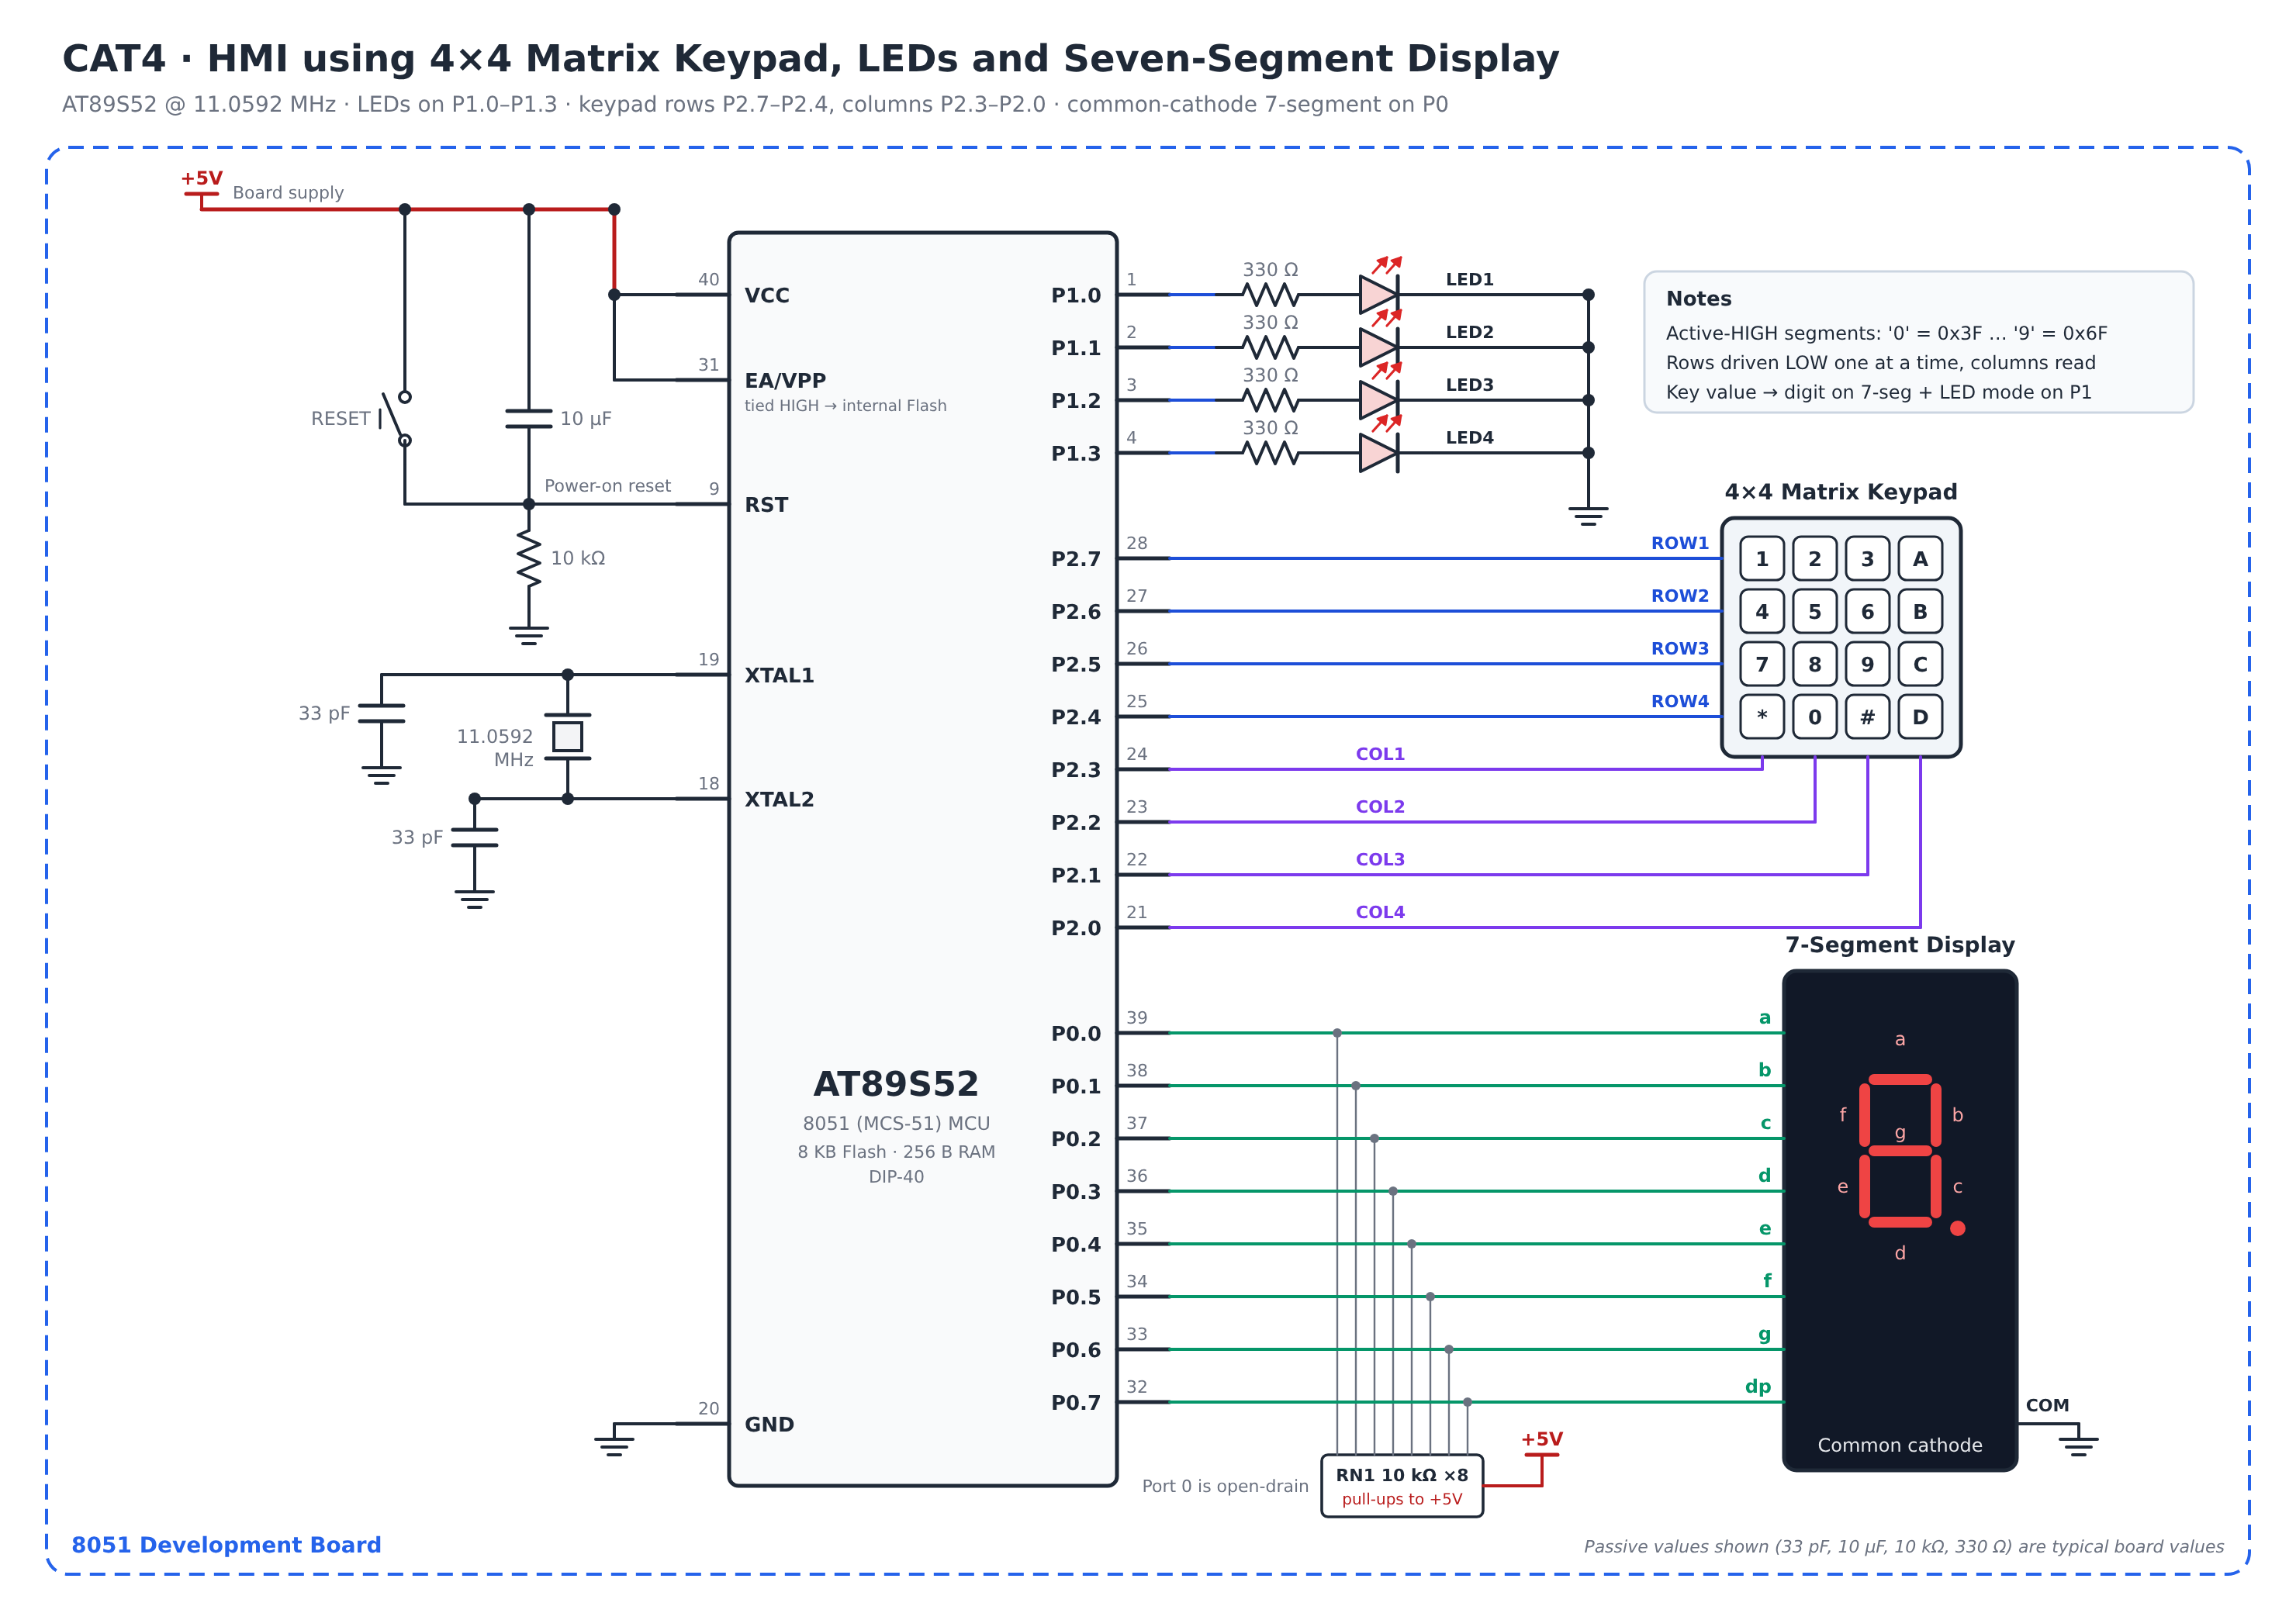 CAT4 · HMI using 4×4 Matrix Keypad, LEDs and Seven-Segment Display
AT89S52 @ 11.0592 MHz · LEDs on P1.0–P1.3 · keypad rows P2.7–P2.4, columns P2.3–P2.0 · common-cathode 7-segment on P0
+5V
Board supply
RESET
10 µF
Power-on reset
10 kΩ
33 pF
11.0592
MHz
33 pF
40
VCC
31
EA/VPP
tied HIGH → internal Flash
9
RST
19
XTAL1
18
XTAL2
20
GND
AT89S52
8051 (MCS-51) MCU
8 KB Flash · 256 B RAM
DIP-40
P1.0
1
330 Ω
LED1
P1.1
2
330 Ω
LED2
P1.2
3
330 Ω
LED3
P1.3
4
330 Ω
LED4
Notes
Active-HIGH segments: '0' = 0x3F … '9' = 0x6F
Rows driven LOW one at a time, columns read
Key value → digit on 7-seg + LED mode on P1
4×4 Matrix Keypad
P2.7
28
ROW1
P2.6
27
ROW2
P2.5
26
ROW3
P2.4
25
ROW4
1 2 3 A
4 5 6 B
7 8 9 C
* 0 # D
P2.3
24
COL1
P2.2
23
COL2
P2.1
22
COL3
P2.0
21
COL4
7-Segment Display
P0.0
39
a
P0.1
38
b
P0.2
37
c
P0.3
36
d
P0.4
35
e
P0.5
34
f
P0.6
33
g
P0.7
32
dp
a
f
b
g
e
c
d
COM
Common cathode
Port 0 is open-drain
RN1 10 kΩ ×8
pull-ups to +5V
+5V
8051 Development Board
Passive values shown (33 pF, 10 µF, 10 kΩ, 330 Ω) are typical board values